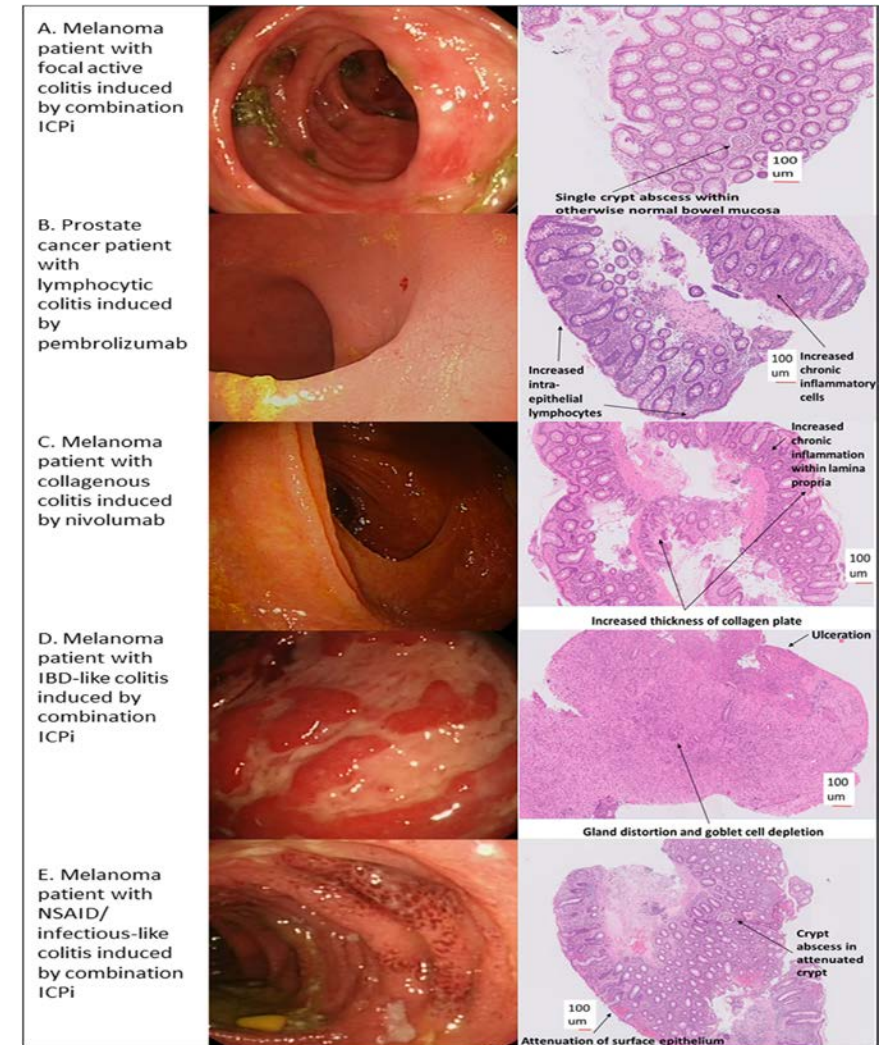 A. Melanoma
patient with
focal active
colitis induced
by combination
ICPi
100
um
Single crypt abscess within
otherwise normal bowel mucosa
B. Prostate
cancer patient
with
lymphocytic
colitis induced
by
pembrolizumab
Increased
intra-
epithelial
lymphocytes
100
um
Increased
chronic
inflammatory
cells
C. Melanoma
patient with
collagenous
colitis induced
by nivolumab
Increased
chronic
inflammation
within lamina
propria
100
um
Increased thickness of collagen plate
D. Melanoma
patient with
IBD-like colitis
induced by
combination
ICPi
Ulceration
100
um
Gland distortion and goblet cell depletion
E. Melanoma
patient with
NSAID/
infectious-like
colitis induced
by combination
ICPi
Crypt
abscess in
attenuated
crypt
100
um
Attenuation of surface epithelium